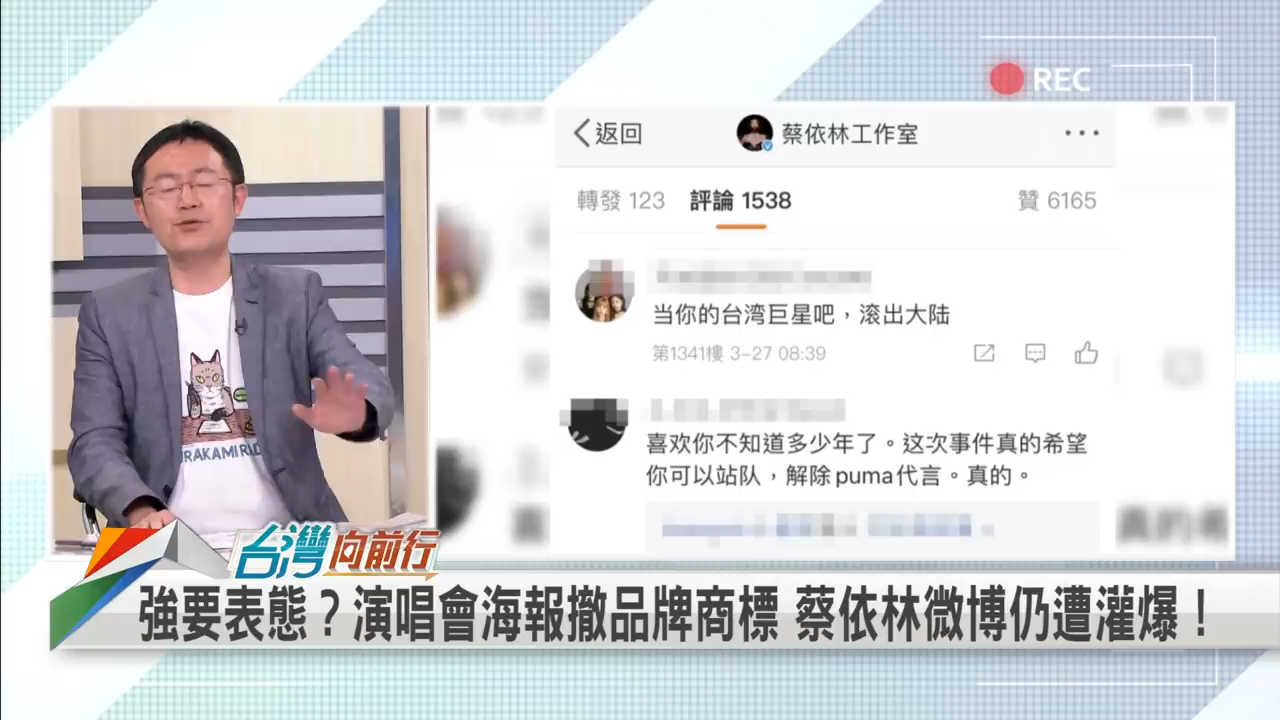 REC
返回
蔡依林工作室
轉發 123
評論 1538
贊 6165
当你的台湾巨星吧，滚出大陆
第1341樓 3-27 08:39
喜欢你不知道多少年了。这次事件真的希望
你可以站队，解除puma代言。真的。
URAKAMI RAD
台灣向前行
強要表態？演唱會海報撤品牌商標 蔡依林微博仍遭灌爆！